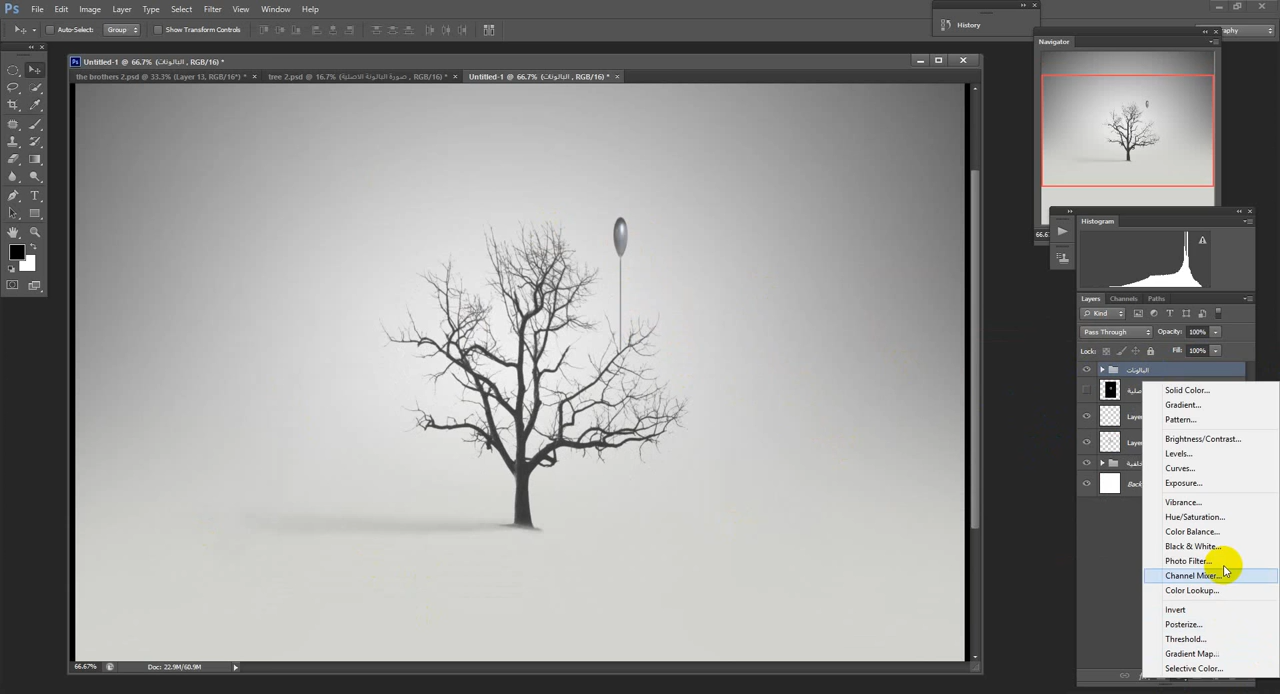 Ps File Edit Image Layer Type Select Filter View Window Help
Auto-Select: Group Show Transform Controls
History
Navigator
Untitled-1 @ 66.7% (البالونات , RGB/16) *
the brothers 2.psd @ 33.3% (Layer 13, RGB/16*) * × tree 2.psd @ 16.7% (صورة البالونة الاصلية , RGB/16) * × Untitled-1 @ 66.7% (البالونات , RGB/16) * ×
Histogram
Layers Channels Paths
Kind
Pass Through Opacity: 100%
Lock: Fill: 100%
البالونات
Solid Color...
Gradient...
Pattern...
Brightness/Contrast...
Levels...
Curves...
Exposure...
Vibrance...
Hue/Saturation...
Color Balance...
Black & White...
Photo Filter...
Channel Mixer...
Color Lookup...
Invert
Posterize...
Threshold...
Gradient Map...
Selective Color...
66.67% Doc: 22.9M/60.9M